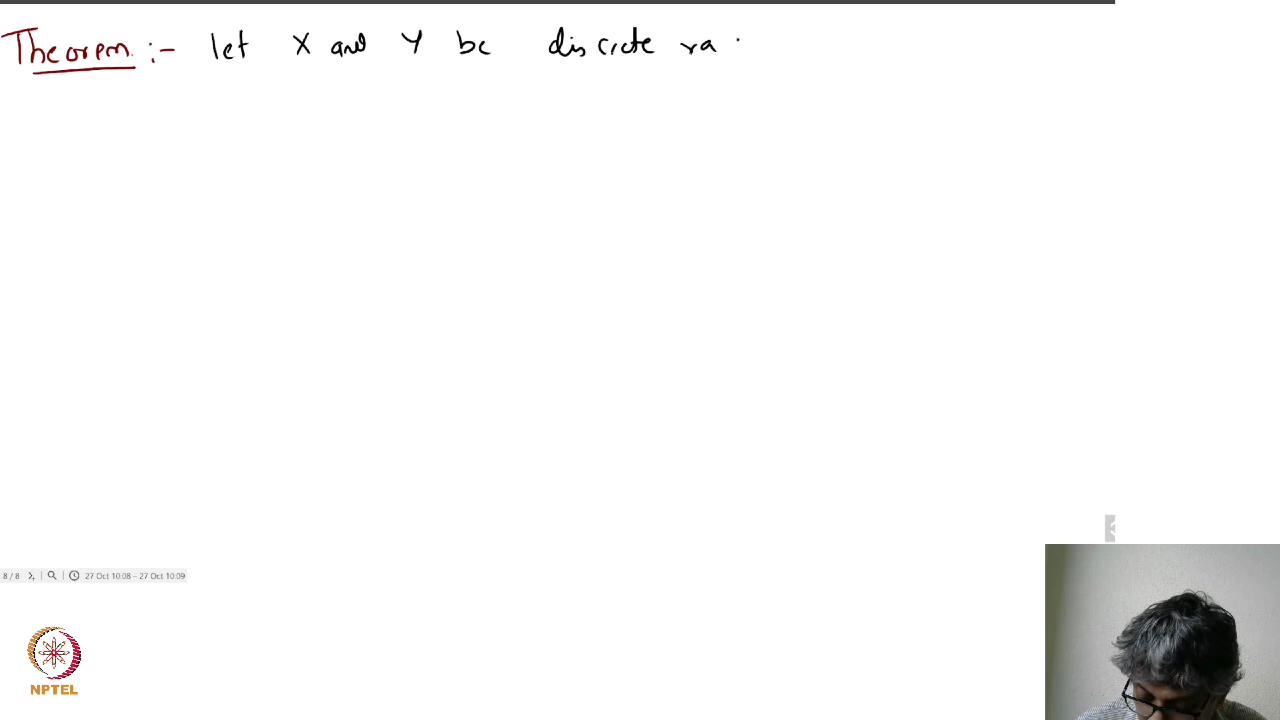 Theorem :- let X and Y be discrete ra
8 / 8 27 Oct 10:08 - 27 Oct 10:09
NPTEL